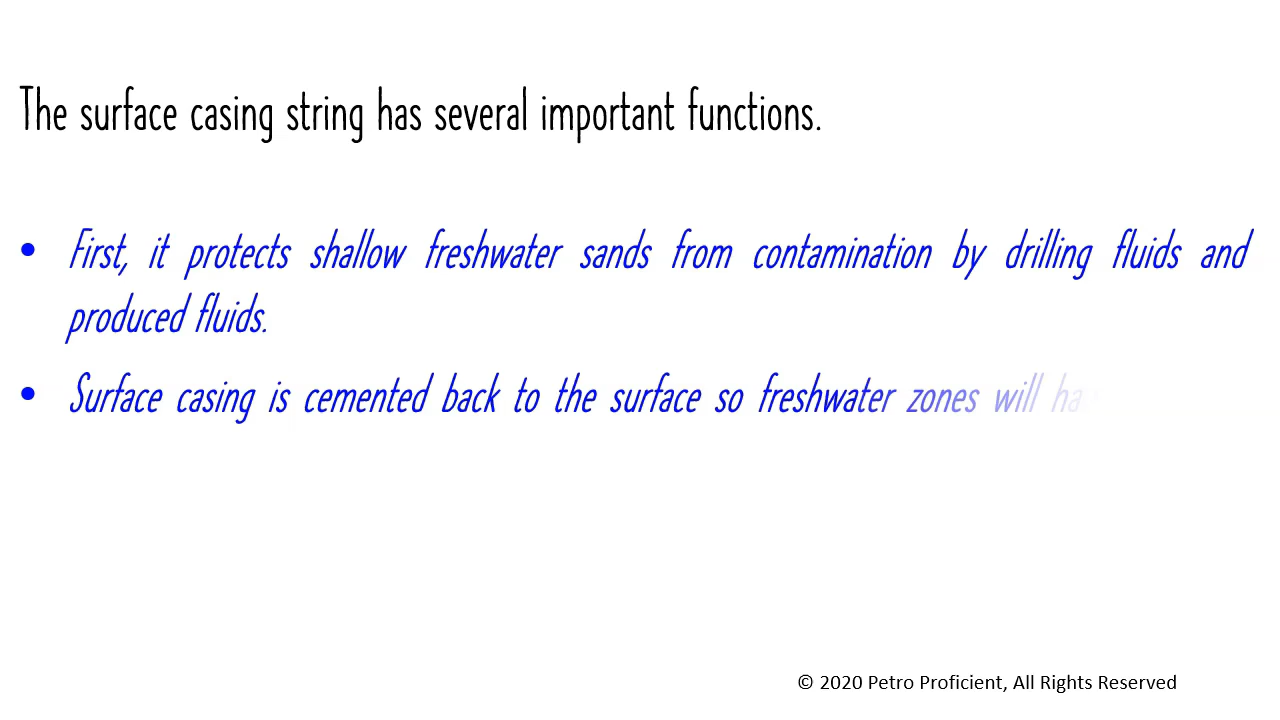 The surface casing string has several important functions.
• First, it protects shallow freshwater sands from contamination by drilling fluids and
produced fluids.
• Surface casing is cemented back to the surface so freshwater zones will
© 2020 Petro Proficient, All Rights Reserved